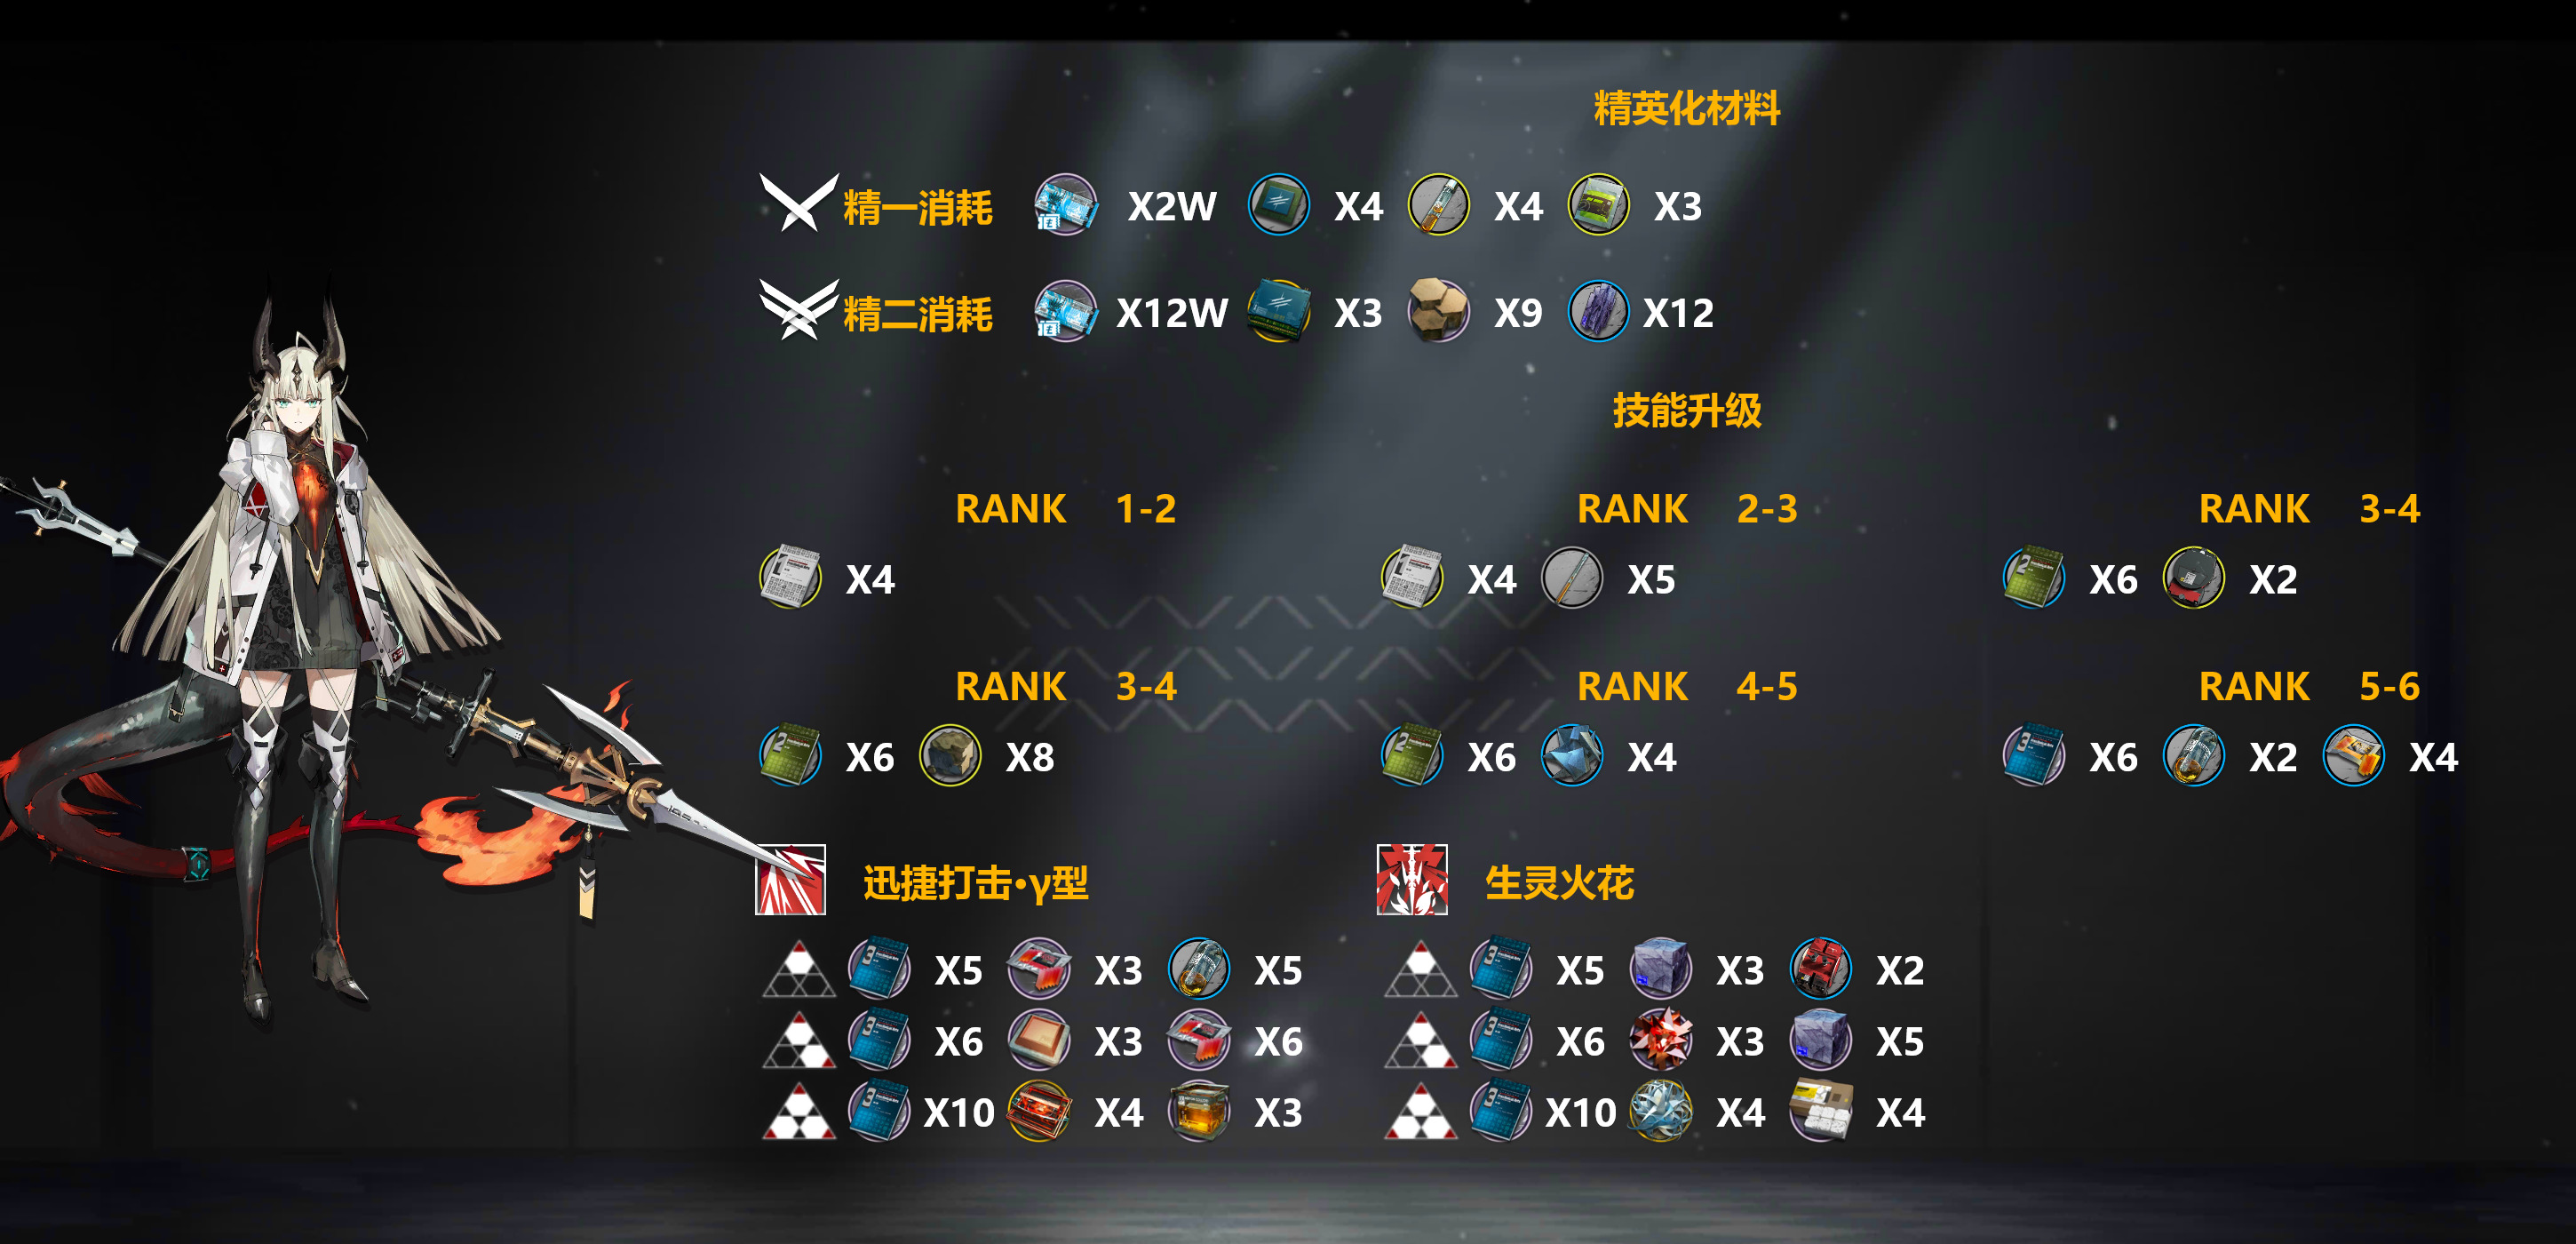 精英化材料
精一消耗 X2W X4 X4 X3
精二消耗 X12W X3 X9 X12
技能升级
RANK 1-2 RANK 2-3 RANK 3-4
X4 X4 X5 X6 X2
RANK 3-4 RANK 4-5 RANK 5-6
X6 X8 X6 X4 X6 X2 X4
迅捷打击·γ型 生灵火花
X5 X3 X5 X5 X3 X2
X6 X3 X6 X6 X3 X5
X10 X4 X3 X10 X4 X4